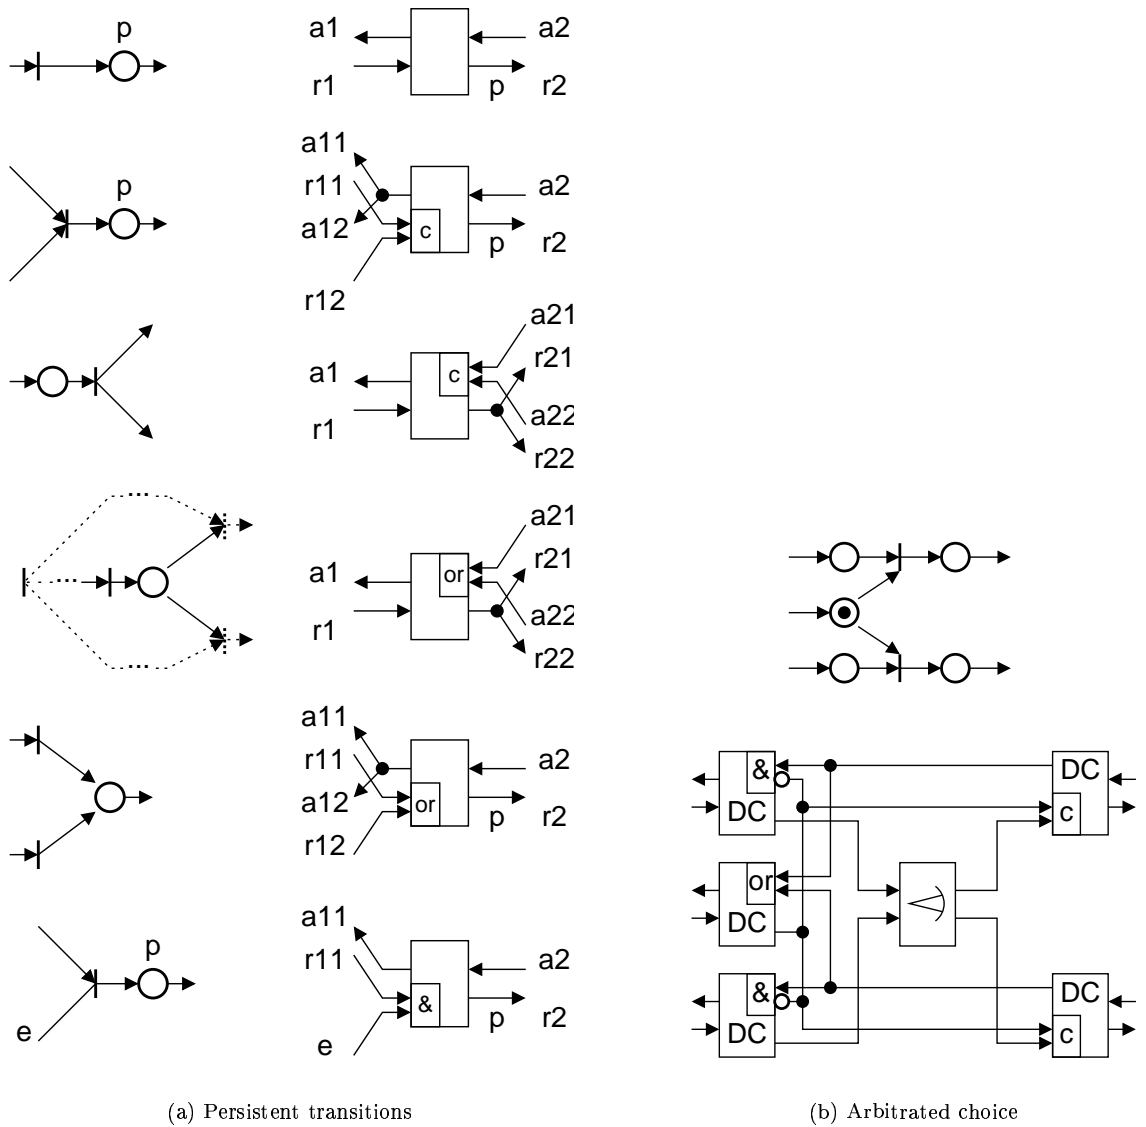 p
a1
a2
r1
p
r2
a11
p
r11
a2
a12
c
p
r2
r12
a21
r21
a1
c
r1
a22
r22
...
a21
r21
a1
or
...
r1
a22
r22
...
a11
r11
a2
a12
or
p
r2
r12
a11
p
r11
a2
e
&
p
r2
e
(a) Persistent transitions
&
DC
DC
c
or
DC
&
DC
DC
c
(b) Arbitrated choice